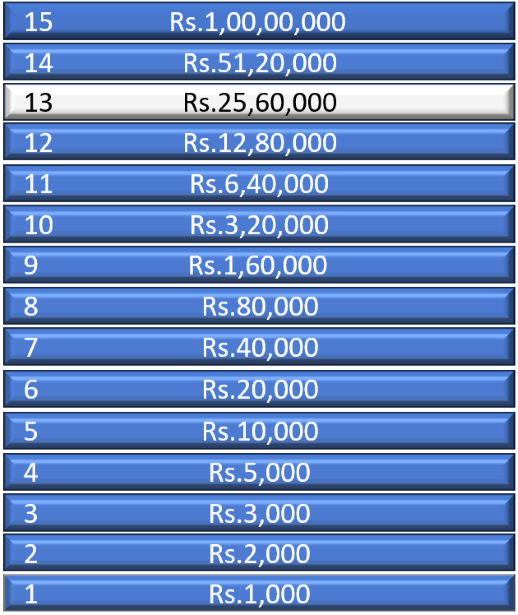 15 Rs.1,00,00,000
14 Rs.51,20,000
13 Rs.25,60,000
12 Rs.12,80,000
11 Rs.6,40,000
10 Rs.3,20,000
9 Rs.1,60,000
8 Rs.80,000
7 Rs.40,000
6 Rs.20,000
5 Rs.10,000
4 Rs.5,000
3 Rs.3,000
2 Rs.2,000
1 Rs.1,000